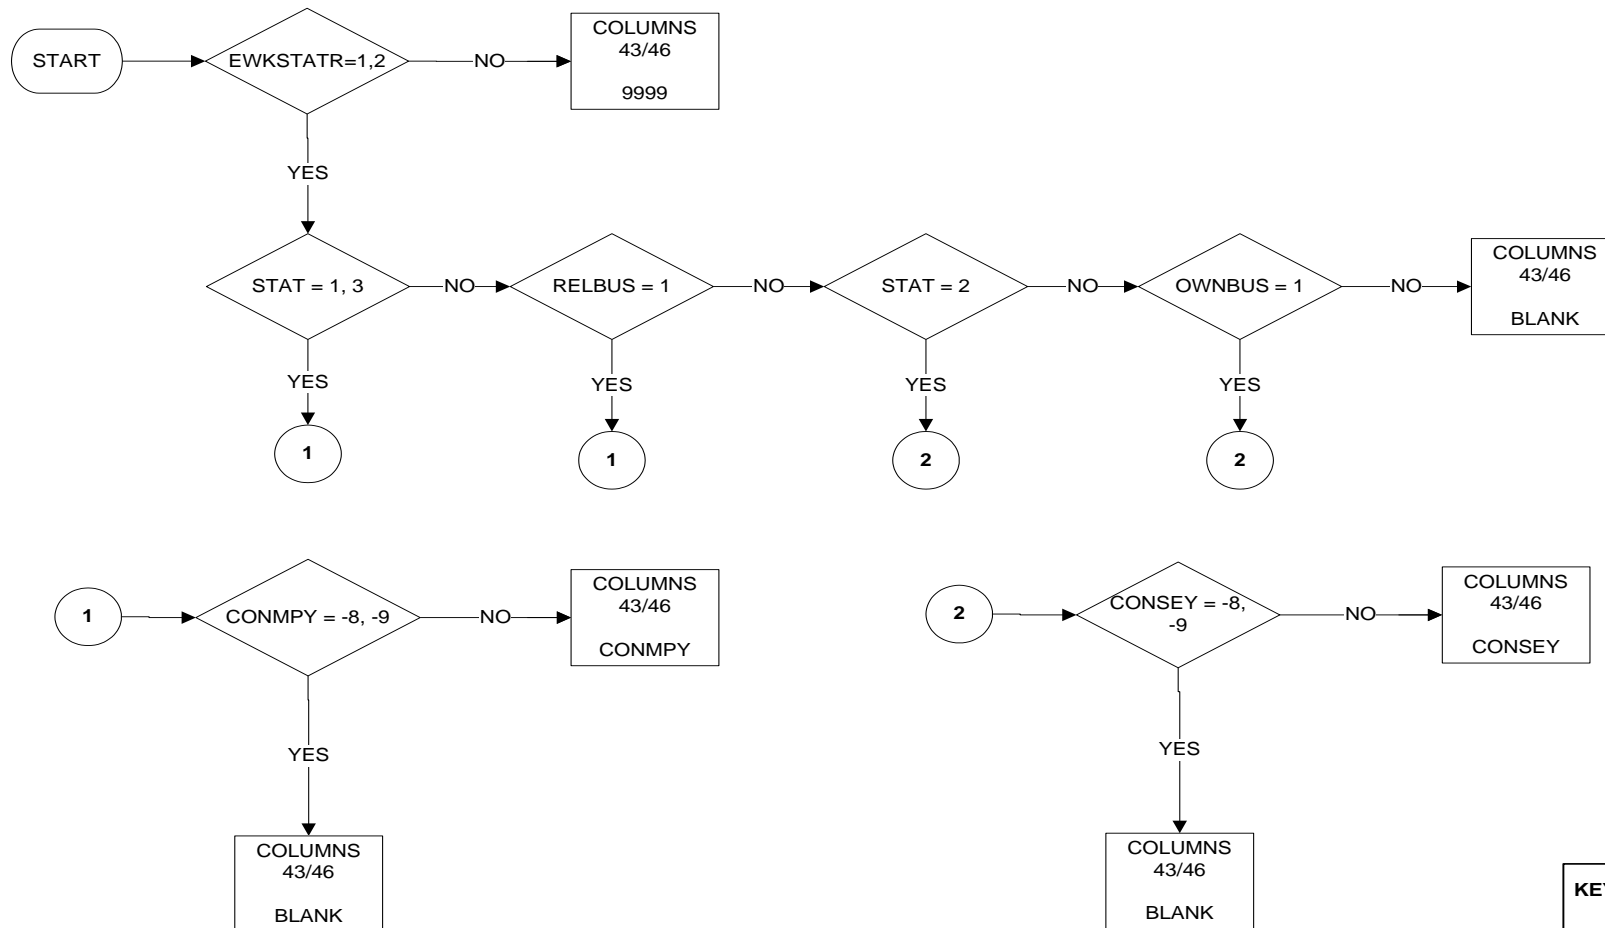 START
EWKSTATR=1,2
NO
COLUMNS
43/46
9999
YES
STAT = 1, 3
NO
RELBUS = 1
NO
STAT = 2
NO
OWNBUS = 1
NO
COLUMNS
43/46
BLANK
YES
YES
YES
YES
1
1
2
2
1
CONMPY = -8, -9
NO
COLUMNS
43/46
CONMPY
2
CONSEY = -8,
-9
NO
COLUMNS
43/46
CONSEY
YES
YES
COLUMNS
43/46
BLANK
COLUMNS
43/46
BLANK